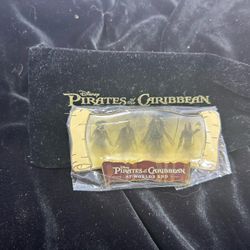 Disney
PIRATES of the CARIBBEAN
PIRATES of the CARIBBEAN
AT WORLD'S END